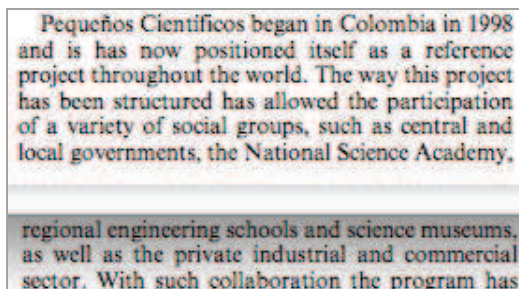 Pequeños Científicos began in Colombia in 1998
and is has now positioned itself as a reference
project throughout the world. The way this project
has been structured has allowed the participation
of a variety of social groups, such as central and
local governments, the National Science Academy,
regional engineering schools and science museums,
as well as the private industrial and commercial
sector. With such collaboration the program has